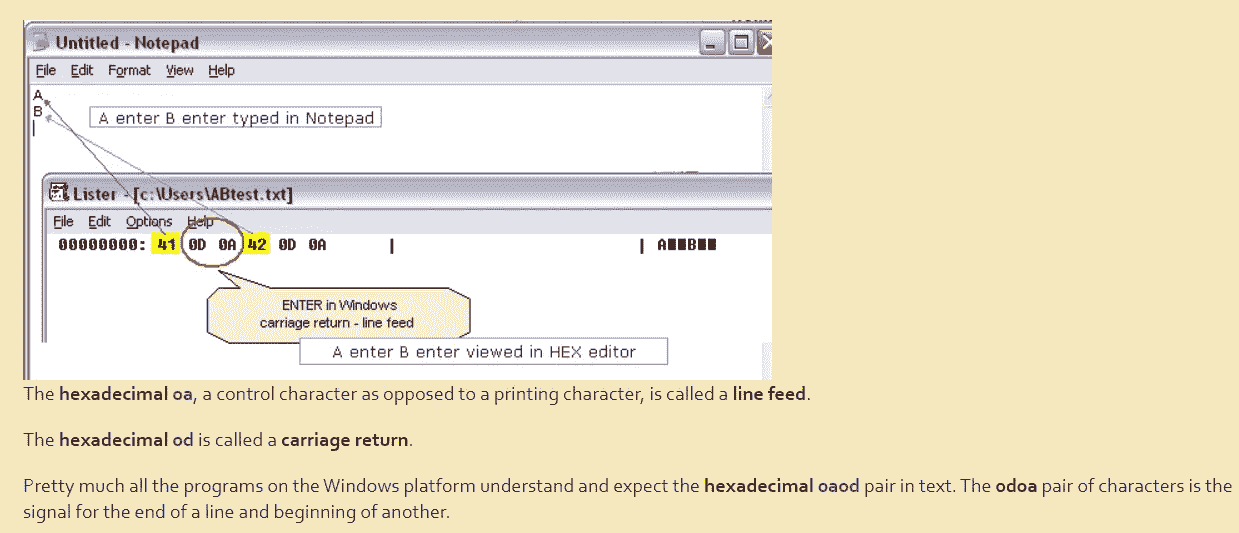 Untitled - Notepad
File Edit Format View Help
A
B
A enter B enter typed in Notepad
Lister - [c:\Users\ABtest.txt]
File Edit Options Help
00000000: 41 0D 0A 42 0D 0A | | A■■B■■
ENTER in Windows
carriage return - line feed
A enter B enter viewed in HEX editor
The hexadecimal oa, a control character as opposed to a printing character, is called a line feed.
The hexadecimal od is called a carriage return.
Pretty much all the programs on the Windows platform understand and expect the hexadecimal oaod pair in text. The odoa pair of characters is the
signal for the end of a line and beginning of another.